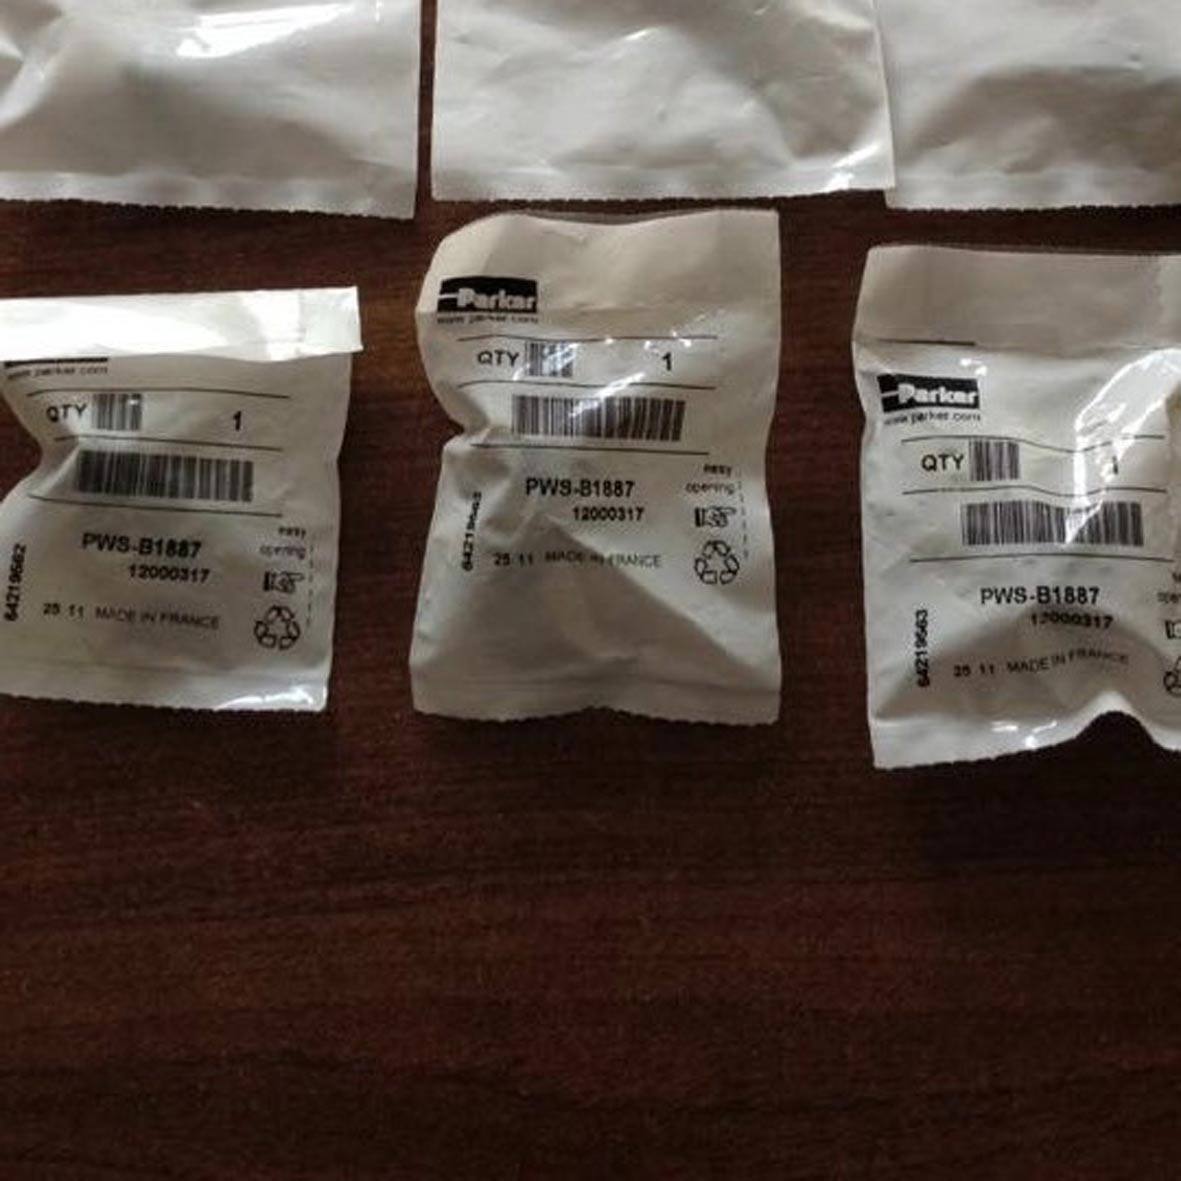 www.parker.com
QTY 1
PWS-B1887
12000317
25 11 MADE IN FRANCE
easy
opening
64219562
Parker
www.parker.com
QTY 1
PWS-B1887
12000317
25 11 MADE IN FRANCE
easy
opening
Parker
www.parker.com
QTY
PWS-B1887
12000317
25 11 MADE IN FRANCE
64219563